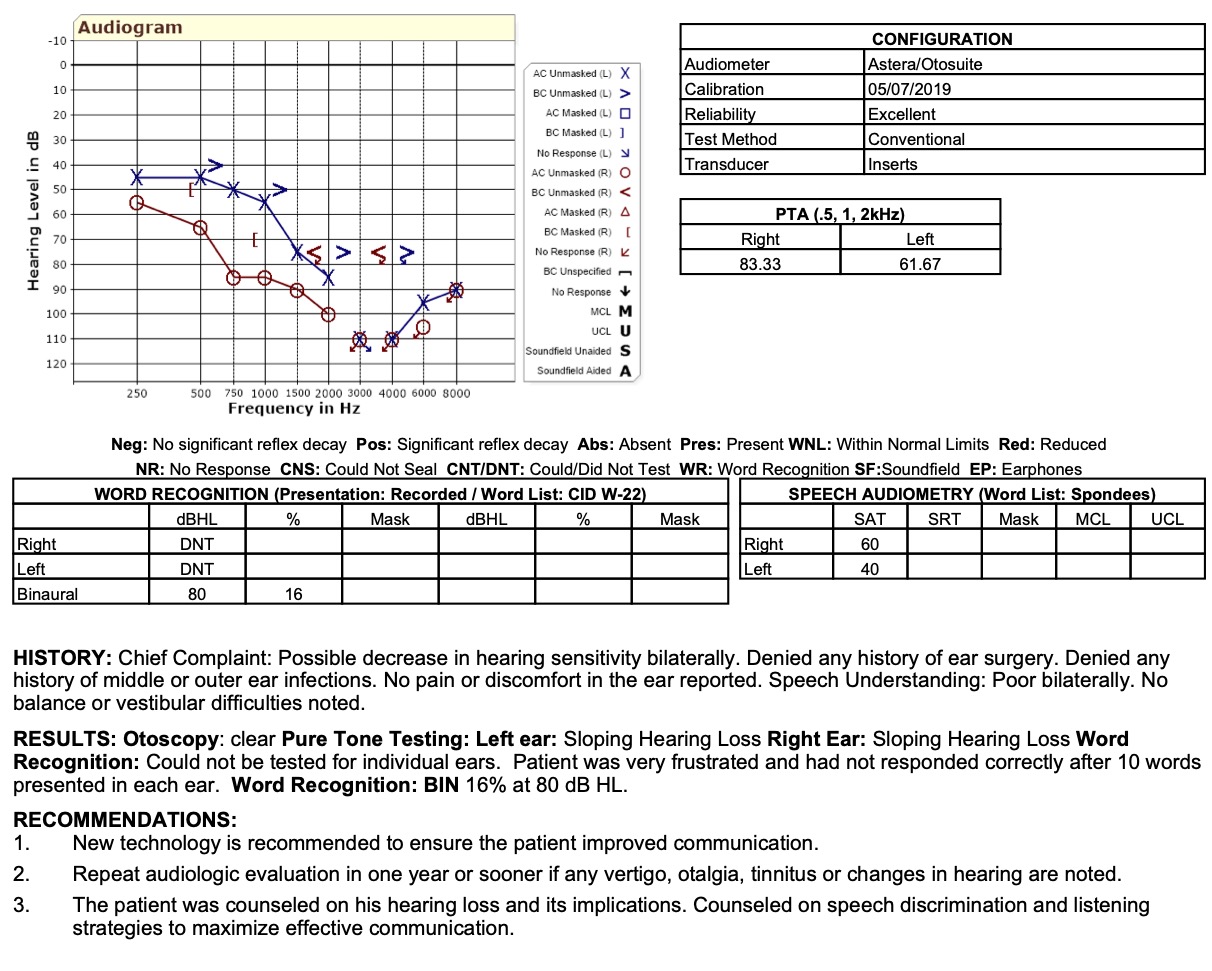 Audiogram
Hearing Level in dB
-10
0
10
20
30
40
50
60
70
80
90
100
110
120
250 500 750 1000 1500 2000 3000 4000 6000 8000
Frequency in Hz
AC Unmasked (L) X
BC Unmasked (L) >
AC Masked (L) □
BC Masked (L) ]
No Response (L) ↘
AC Unmasked (R) O
BC Unmasked (R) <
AC Masked (R) △
BC Masked (R) [
No Response (R) ↙
BC Unspecified
No Response ↓
MCL M
UCL U
Soundfield Unaided S
Soundfield Aided A
CONFIGURATION
Audiometer Astera/Otosuite
Calibration 05/07/2019
Reliability Excellent
Test Method Conventional
Transducer Inserts
PTA (.5, 1, 2kHz)
Right Left
83.33 61.67
Neg: No significant reflex decay Pos: Significant reflex decay Abs: Absent Pres: Present WNL: Within Normal Limits Red: Reduced
NR: No Response CNS: Could Not Seal CNT/DNT: Could/Did Not Test WR: Word Recognition SF:Soundfield EP: Earphones
WORD RECOGNITION (Presentation: Recorded / Word List: CID W-22)
dBHL % Mask dBHL % Mask
Right DNT
Left DNT
Binaural 80 16
SPEECH AUDIOMETRY (Word List: Spondees)
SAT SRT Mask MCL UCL
Right 60
Left 40
HISTORY: Chief Complaint: Possible decrease in hearing sensitivity bilaterally. Denied any history of ear surgery. Denied any
history of middle or outer ear infections. No pain or discomfort in the ear reported. Speech Understanding: Poor bilaterally. No
balance or vestibular difficulties noted.
RESULTS: Otoscopy: clear Pure Tone Testing: Left ear: Sloping Hearing Loss Right Ear: Sloping Hearing Loss Word
Recognition: Could not be tested for individual ears. Patient was very frustrated and had not responded correctly after 10 words
presented in each ear. Word Recognition: BIN 16% at 80 dB HL.
RECOMMENDATIONS:
1. New technology is recommended to ensure the patient improved communication.
2. Repeat audiologic evaluation in one year or sooner if any vertigo, otalgia, tinnitus or changes in hearing are noted.
3. The patient was counseled on his hearing loss and its implications. Counseled on speech discrimination and listening
strategies to maximize effective communication.